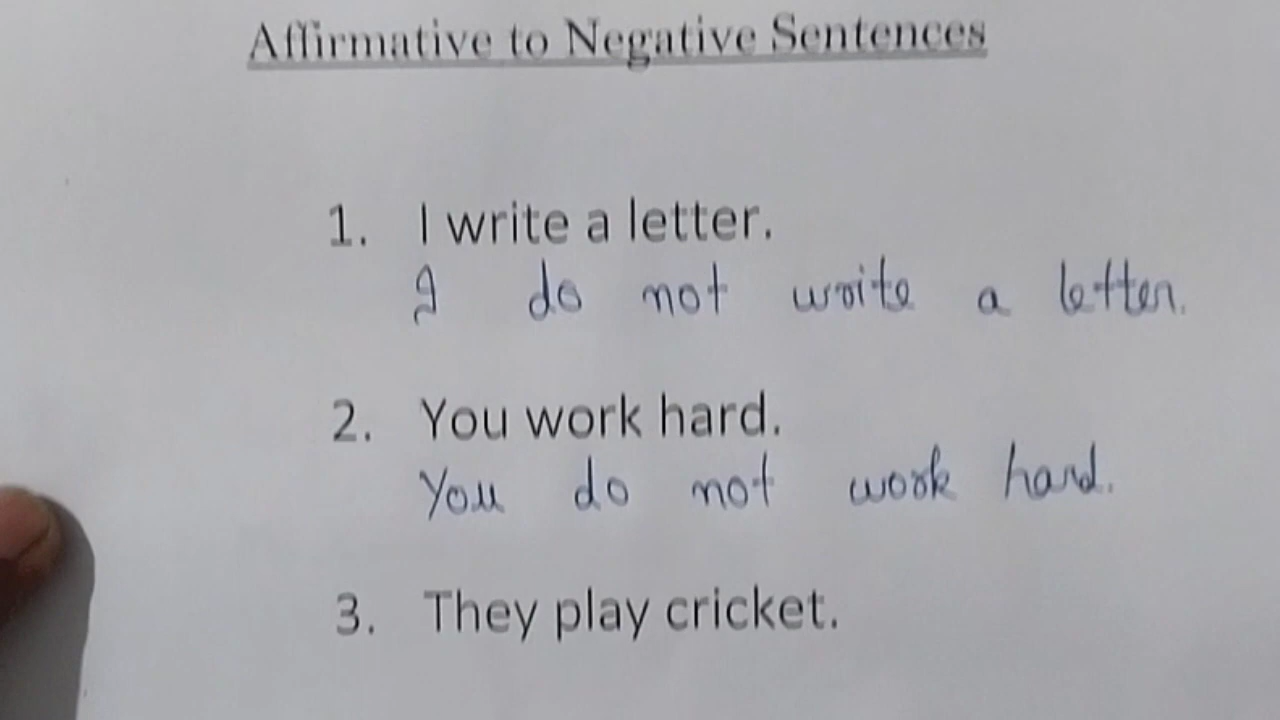 Affirmative to Negative Sentences
1. I write a letter.
I do not write a letter.
2. You work hard.
You do not work hard.
3. They play cricket.